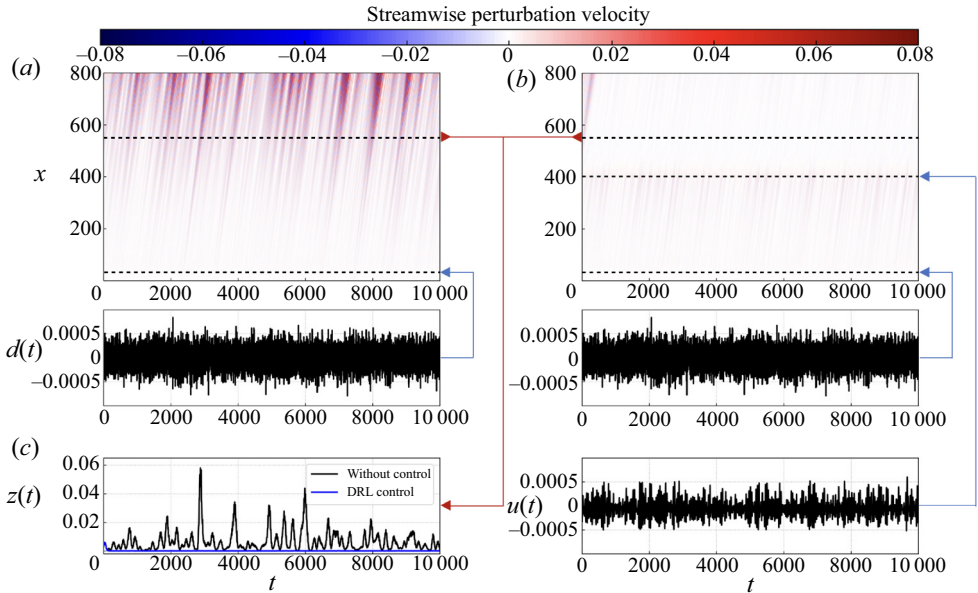 Streamwise perturbation velocity
−0.08 −0.06 −0.04 −0.02 0 0.02 0.04 0.06 0.08
(a) (b)
800 800
600 600
x 400 400
200 200
0 2000 4000 6000 8000 10 000 0 2000 4000 6000 8000 10 000
0.0005 0.0005
d(t) 0 0
−0.0005 −0.0005
0 2000 4000 6000 8000 10 000 0 2000 4000 6000 8000 10 000
(c)
0.06 Without control
0.04 DRL control
z(t)
0.02
0 2000 4000 6000 8000 10 000
t
0.0005
u(t) 0
−0.0005
0 2000 4000 6000 8000 10 000
t